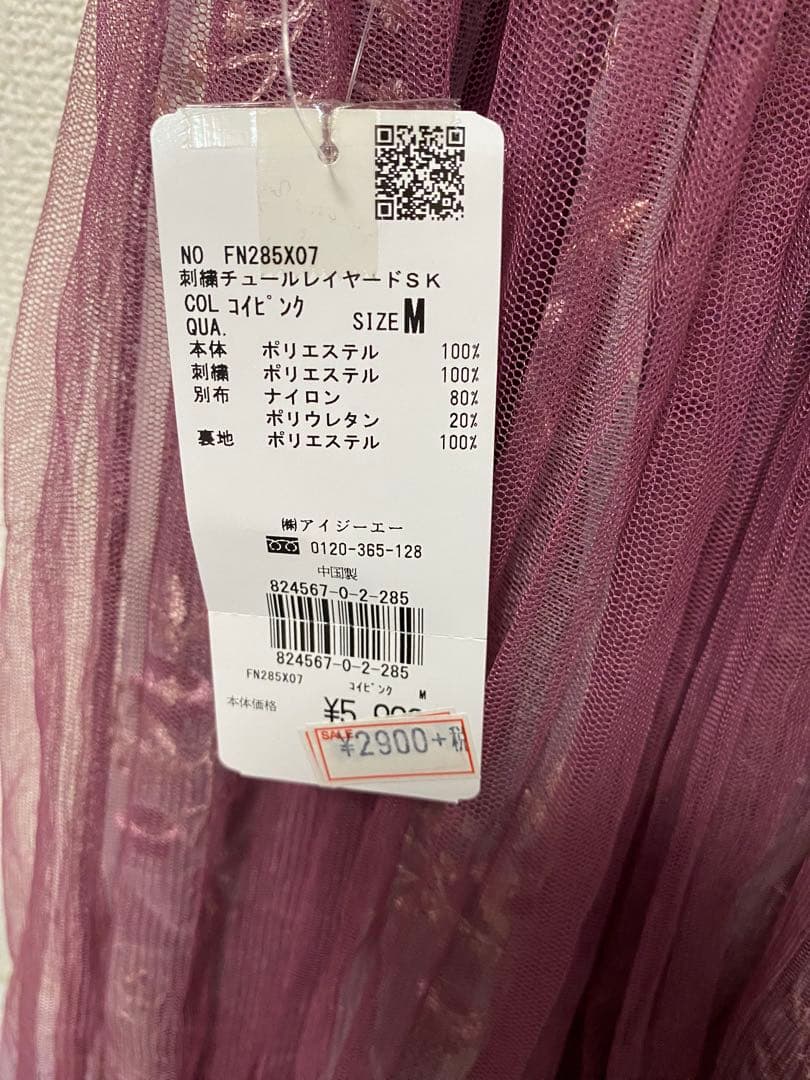 NO FN285X07
刺繍チュールレイヤードSK
COL コイピンク
QUA.
SIZE M
本体 ポリエステル 100%
刺繍 ポリエステル 100%
別布 ナイロン 80%
ポリウレタン 20%
裏地 ポリエステル 100%
㈱アイジーエー
0120-365-128
中国製
824567-0-2-285
824567-0-2-285
FN285X07 コイピンク M
本体価格
SALE
¥2900+税